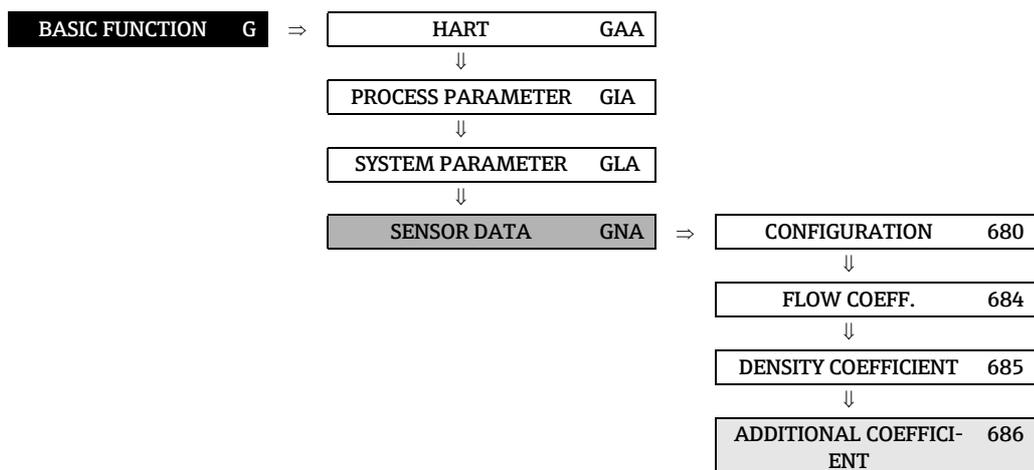 BASIC FUNCTION G ⇒ HART GAA
⇓
PROCESS PARAMETER GIA
⇓
SYSTEM PARAMETER GLA
⇓
SENSOR DATA GNA ⇒ CONFIGURATION 680
⇓
FLOW COEFF. 684
⇓
DENSITY COEFFICIENT 685
⇓
ADDITIONAL COEFFICI- 686
ENT